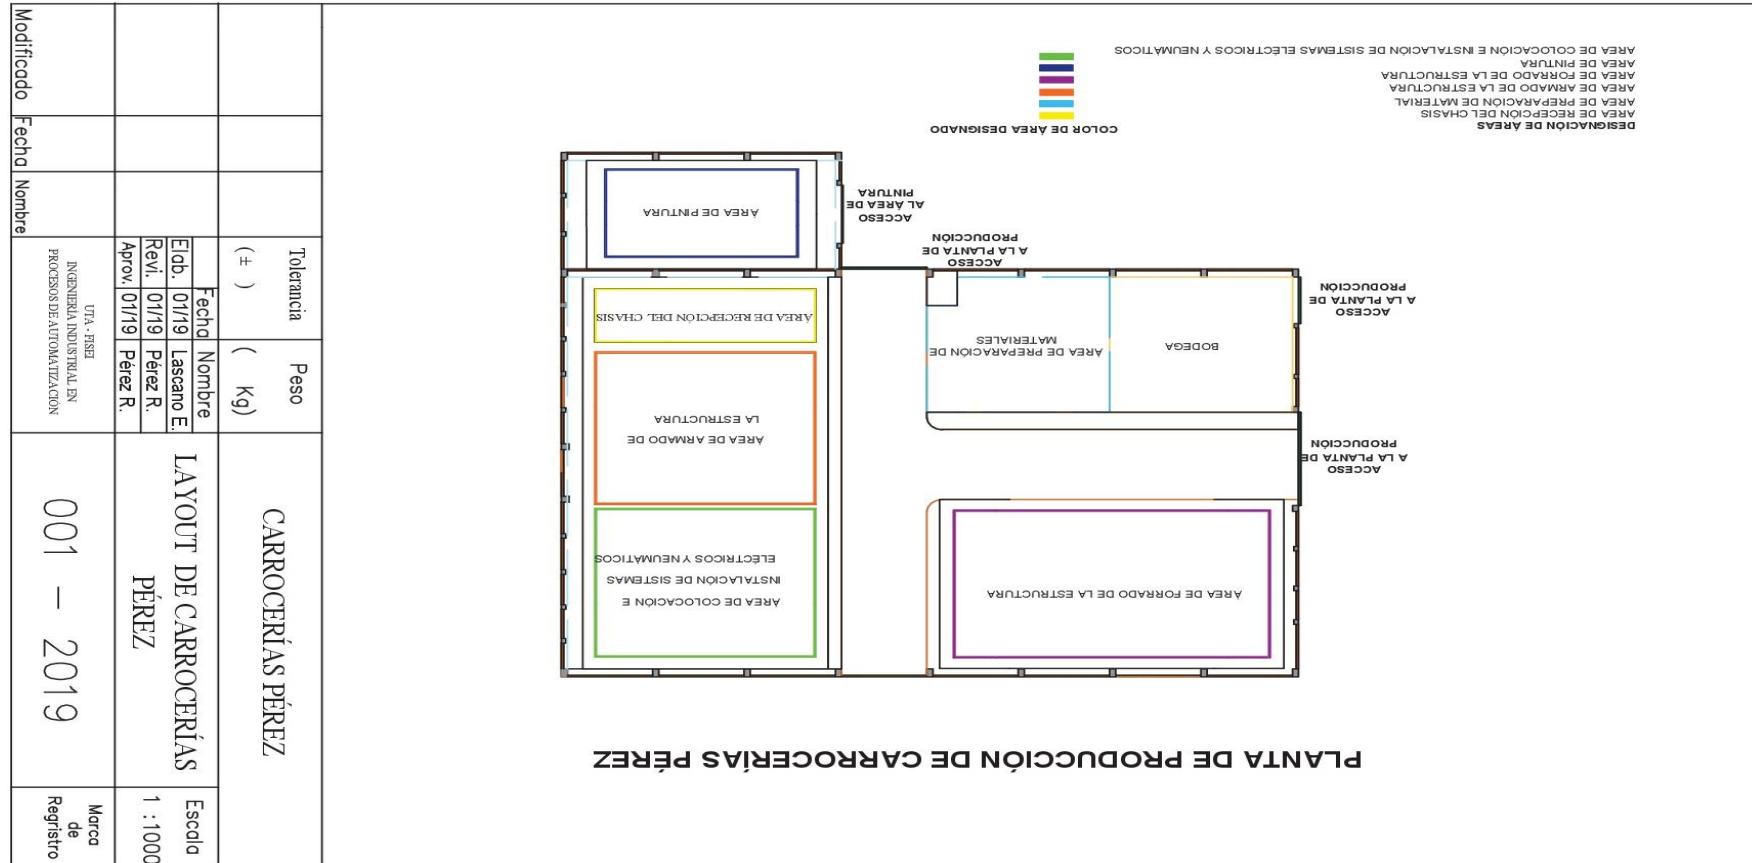 PLANTA DE PRODUCCIÓN DE CARROCERÍAS PÉREZ
DESIGNACIÓN DE ÁREAS
AREA DE RECEPCIÓN DEL CHASIS
AREA DE PREPARACIÓN DE MATERIAL
AREA DE ARMADO DE LA ESTRUCTURA
AREA DE FORRADO DE LA ESTRUCTURA
AREA DE PINTURA
AREA DE COLOCACIÓN E INSTALACIÓN DE SISTEMAS ELÉCTRICOS Y NEUMÁTICOS
COLOR DE ÁREA DESIGNADO
ÁREA DE FORRADO DE LA ESTRUCTURA
ÁREA DE COLOCACIÓN E
INSTALACIÓN DE SISTEMAS
ELÉCTRICOS Y NEUMÁTICOS
ACCESO
A LA PLANTA DE
PRODUCCIÓN
ÁREA DE ARMADO DE
LA ESTRUCTURA
BODEGA
ÁREA DE PREPARACIÓN DE
MATERIALES
ÁREA DE RECEPCIÓN DEL CHASIS
ACCESO
A LA PLANTA DE
PRODUCCIÓN
ACCESO
A LA PLANTA DE
PRODUCCIÓN
ACCESO
AL ÁREA DE
PINTURA
ÁREA DE PINTURA
Tolerancia
(± )
Peso
( Kg)
CARROCERÍAS PÉREZ
Fecha Nombre
Elab. 01/19 Lascano E.
Revi. 01/19 Pérez R.
Aprov. 01/19 Pérez R.
LAYOUT DE CARROCERÍAS
PÉREZ
Escala
1 :1000
UTA - FISEI
INGENIERÍA INDUSTRIAL EN
PROCESOS DE AUTOMATIZACIÓN
001 - 2019
Marca
de
Regristro
Modificado Fecha Nombre